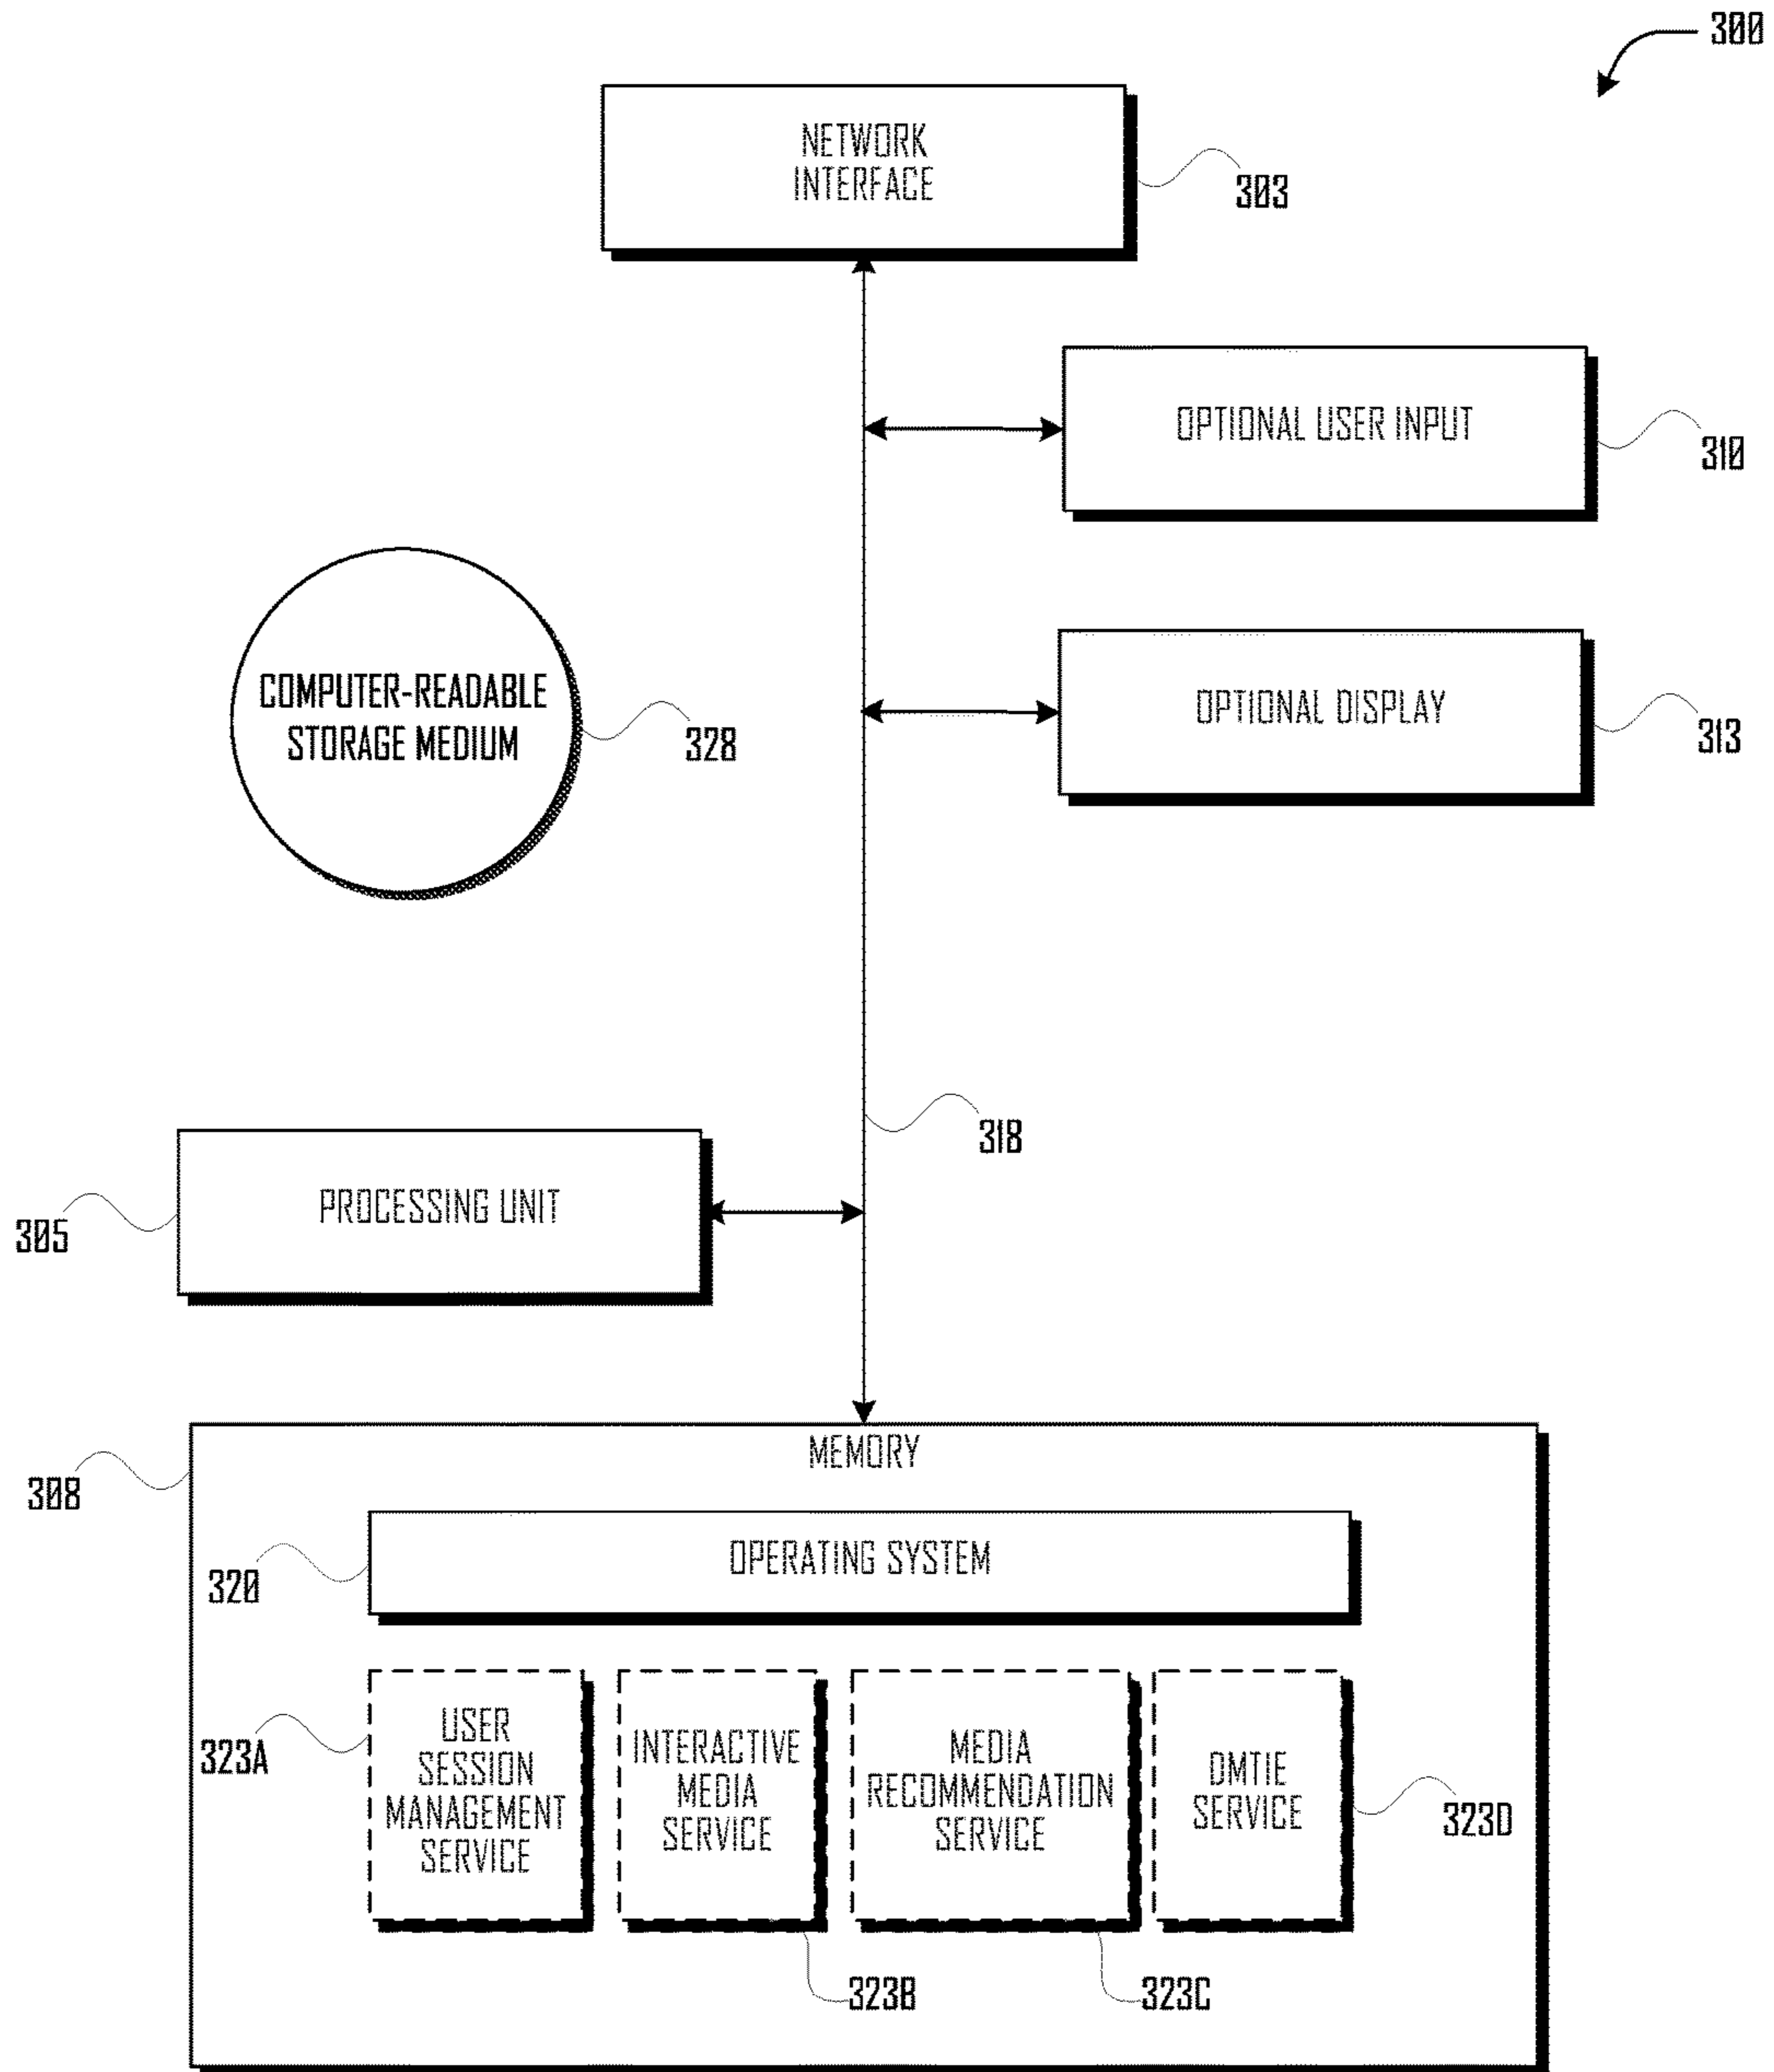 300
NETWORK
INTERFACE
303
OPTIONAL USER INPUT
310
COMPUTER-READABLE
STORAGE MEDIUM
328
OPTIONAL DISPLAY
313
318
PROCESSING UNIT
305
MEMORY
308
OPERATING SYSTEM
320
USER
SESSION
MANAGEMENT
SERVICE
323A
INTERACTIVE
MEDIA
SERVICE
323B
MEDIA
RECOMMENDATION
SERVICE
323C
DMTIE
SERVICE
323D